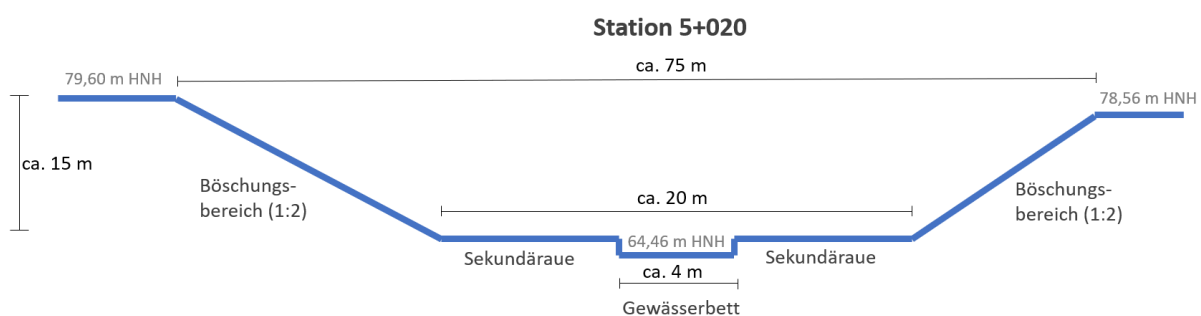 Station 5+020
ca. 75 m
79,60 m HNH
78,56 m HNH
ca. 15 m
Böschungs-
bereich (1:2)
Böschungs-
bereich (1:2)
ca. 20 m
64,46 m HNH
Sekundäraue
Sekundäraue
ca. 4 m
Gewässerbett